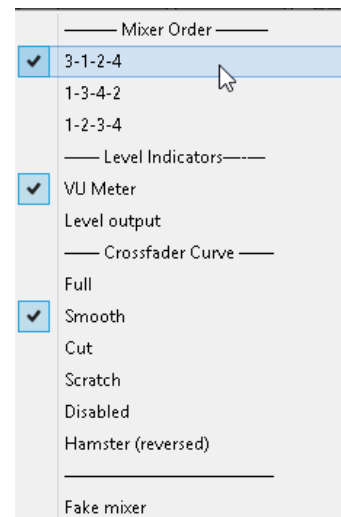 ——— Mixer Order ———
3-1-2-4
1-3-4-2
1-2-3-4
—— Level Indicators——-—
VU Meter
Level output
—— Crossfader Curve ——
Full
Smooth
Cut
Scratch
Disabled
Hamster (reversed)
Fake mixer